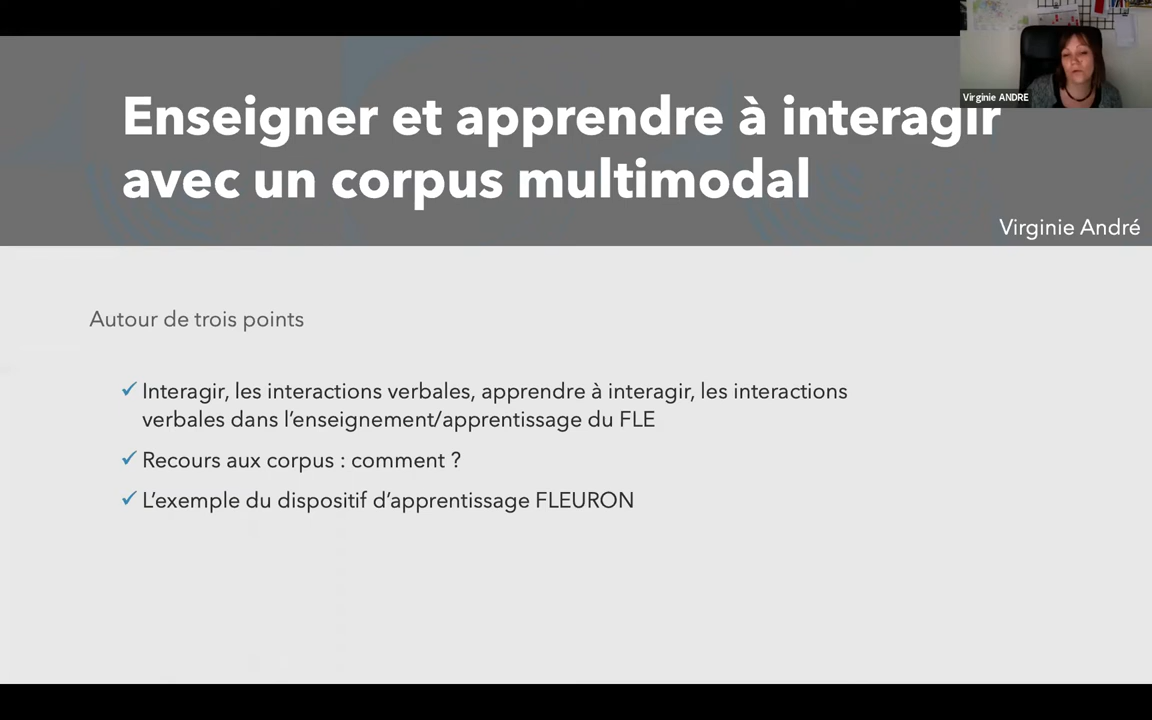 Enseigner et apprendre à interagir
avec un corpus multimodal
Virginie ANDRE
Virginie André
Autour de trois points
✓ Interagir, les interactions verbales, apprendre à interagir, les interactions
verbales dans l’enseignement/apprentissage du FLE
✓ Recours aux corpus : comment ?
✓ L’exemple du dispositif d’apprentissage FLEURON